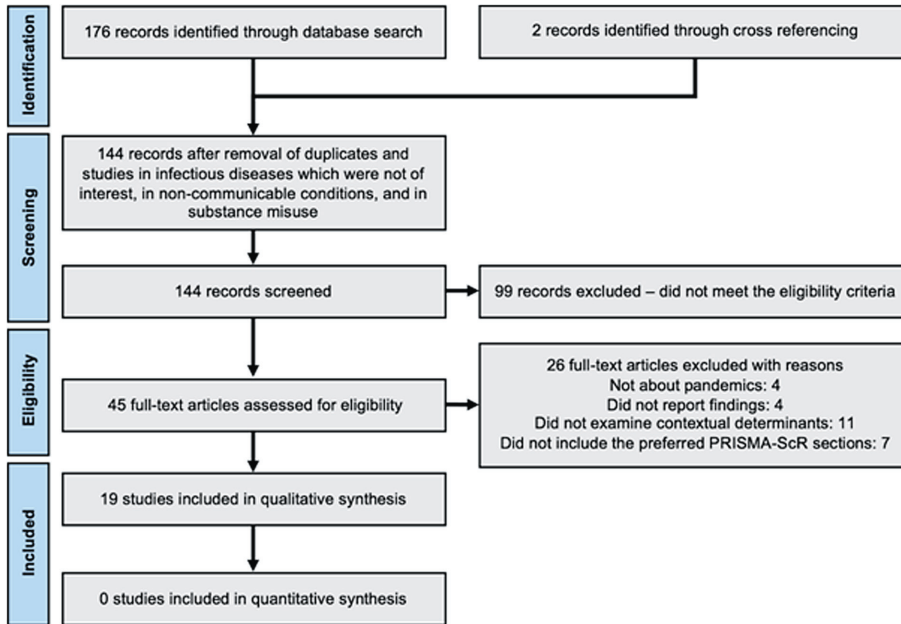 Identification
176 records identified through database search
2 records identified through cross referencing
Screening
144 records after removal of duplicates and
studies in infectious diseases which were not of
interest, in non-communicable conditions, and in
substance misuse
144 records screened
99 records excluded – did not meet the eligibility criteria
Eligibility
45 full-text articles assessed for eligibility
26 full-text articles excluded with reasons
Not about pandemics: 4
Did not report findings: 4
Did not examine contextual determinants: 11
Did not include the preferred PRISMA-ScR sections: 7
Included
19 studies included in qualitative synthesis
0 studies included in quantitative synthesis